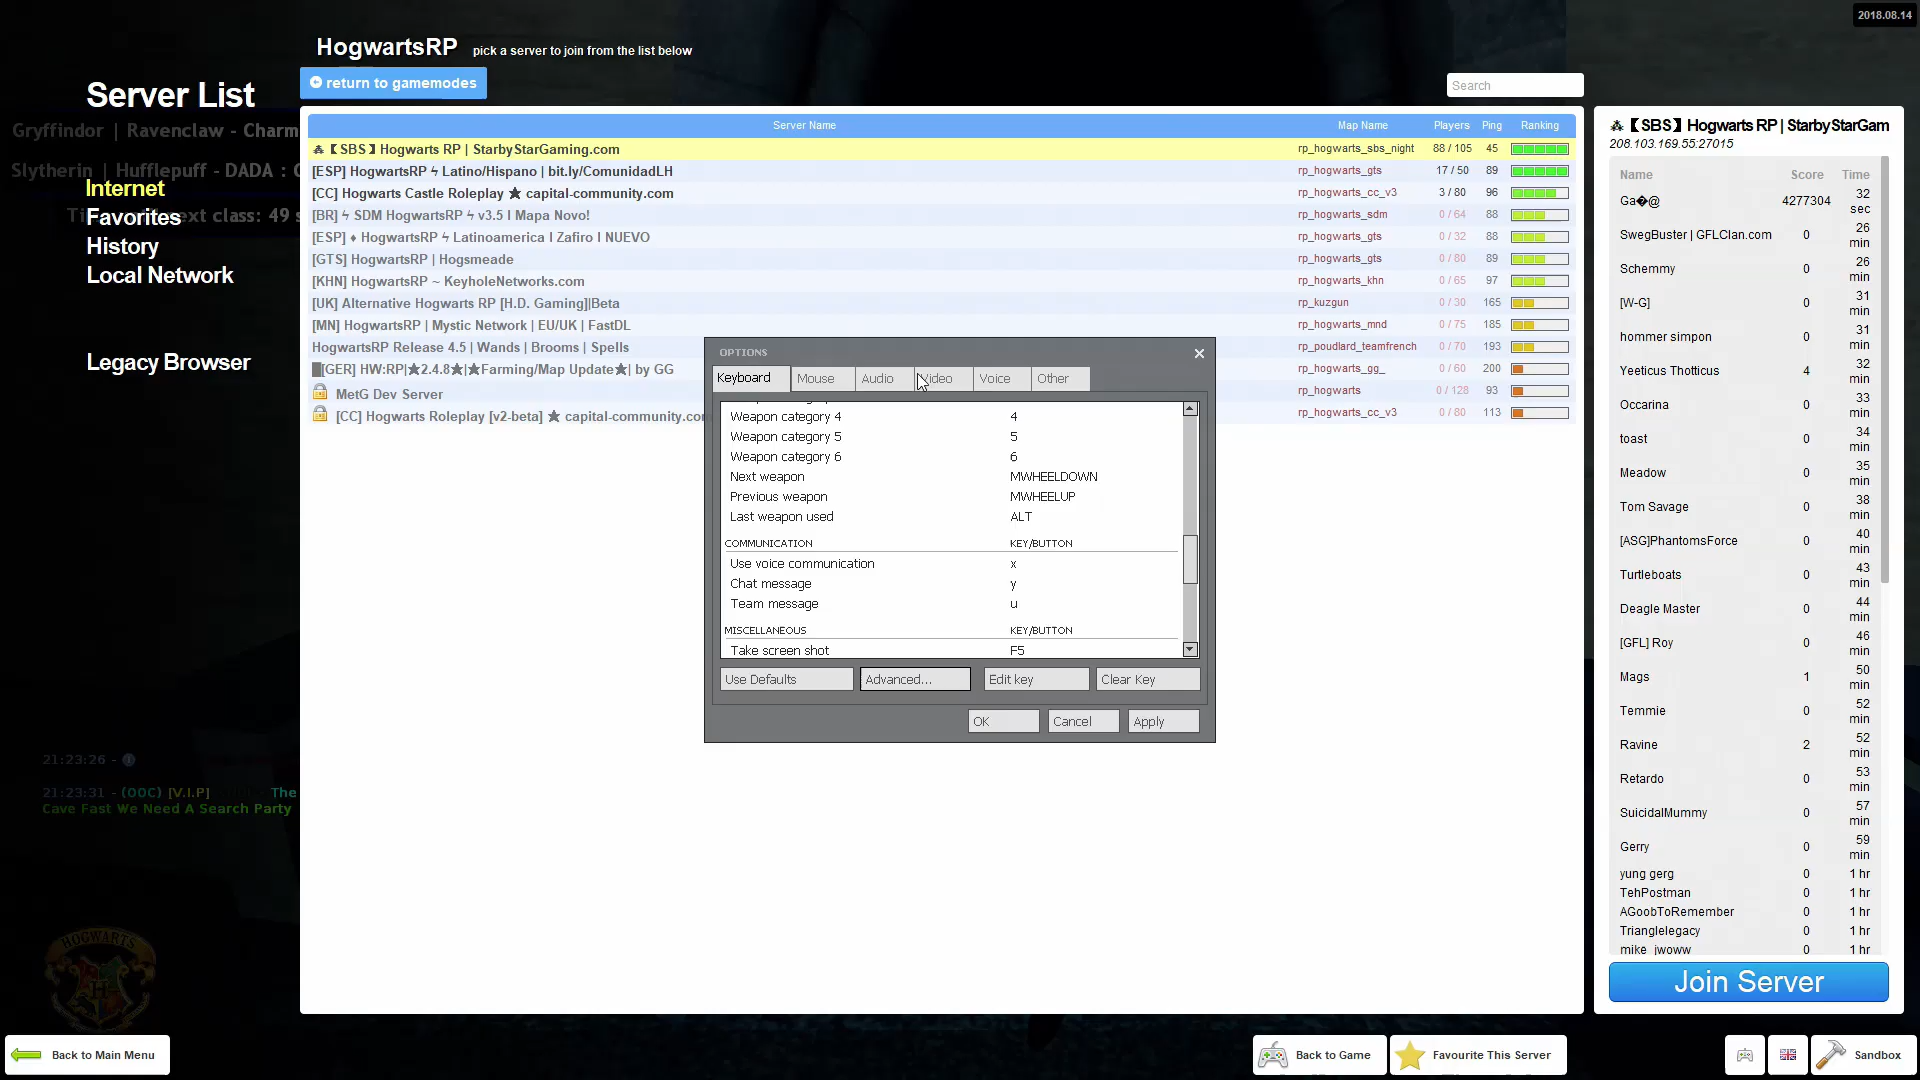 2018.08.14
HogwartsRP pick a server to join from the list below
Server List
return to gamemodes
Search
Gryffindor | Ravenclaw - Charm
Slytherin | Hufflepuff - DADA : C
ext class: 49 s
Internet
Favorites
History
Local Network
Legacy Browser
Server Name Map Name Players Ping Ranking
⁂【SBS】Hogwarts RP | StarbyStarGaming.com rp_hogwarts_sbs_night 88 / 105 45
[ESP] HogwartsRP ϟ Latino/Hispano | bit.ly/ComunidadLH rp_hogwarts_gts 17 / 50 89
[CC] Hogwarts Castle Roleplay ★ capital-community.com rp_hogwarts_cc_v3 3 / 80 96
[BR] ϟ SDM HogwartsRP ϟ v3.5 l Mapa Novo! rp_hogwarts_sdm 0 / 64 88
[ESP] ♦ HogwartsRP ϟ Latinoamerica l Zafiro l NUEVO rp_hogwarts_gts 0 / 32 88
[GTS] HogwartsRP | Hogsmeade rp_hogwarts_gts 0 / 80 89
[KHN] HogwartsRP ~ KeyholeNetworks.com rp_hogwarts_khn 0 / 65 97
[UK] Alternative Hogwarts RP [H.D. Gaming]|Beta rp_kuzgun 0 / 30 165
[MN] HogwartsRP | Mystic Network | EU/UK | FastDL rp_hogwarts_mnd 0 / 75 185
HogwartsRP Release 4.5 | Wands | Brooms | Spells rp_poudlard_teamfrench 0 / 70 193
█[GER] HW:RP|★2.4.8★|★Farming/Map Update★| by GG rp_hogwarts_gg_ 0 / 60 200
MetG Dev Server rp_hogwarts 0 / 128 93
[CC] Hogwarts Roleplay [v2-beta] ★ capital-community.co rp_hogwarts_cc_v3 0 / 80 113
OPTIONS
Keyboard Mouse Audio Video Voice Other
Weapon category 4 4
Weapon category 5 5
Weapon category 6 6
Next weapon MWHEELDOWN
Previous weapon MWHEELUP
Last weapon used ALT
COMMUNICATION KEY/BUTTON
Use voice communication x
Chat message y
Team message u
MISCELLANEOUS KEY/BUTTON
Take screen shot F5
Use Defaults Advanced... Edit key Clear Key
OK Cancel Apply
21:23:26 -
21:23:31 - (OOC) [V.I.P] The
Cave Fast We Need A Search Party
HOGWARTS
⁂【SBS】Hogwarts RP | StarbyStarGam
208.103.169.55:27015
Name Score Time
Ga�@ 4277304 32 sec
SwegBuster | GFLClan.com 0 26 min
Schemmy 0 26 min
[W-G] 0 31 min
hommer simpon 0 31 min
Yeeticus Thotticus 4 32 min
Occarina 0 33 min
toast 0 34 min
Meadow 0 35 min
Tom Savage 0 38 min
[ASG]PhantomsForce 0 40 min
Turtleboats 0 43 min
Deagle Master 0 44 min
[GFL] Roy 0 46 min
Mags 1 50 min
Temmie 0 52 min
Ravine 2 52 min
Retardo 0 53 min
SuicidalMummy 0 57 min
Gerry 0 59 min
yung gerg 0 1 hr
TehPostman 0 1 hr
AGoobToRemember 0 1 hr
Trianglelegacy 0 1 hr
mike_jwoww 0 1 hr
Join Server
Back to Main Menu
Back to Game
Favourite This Server
Sandbox